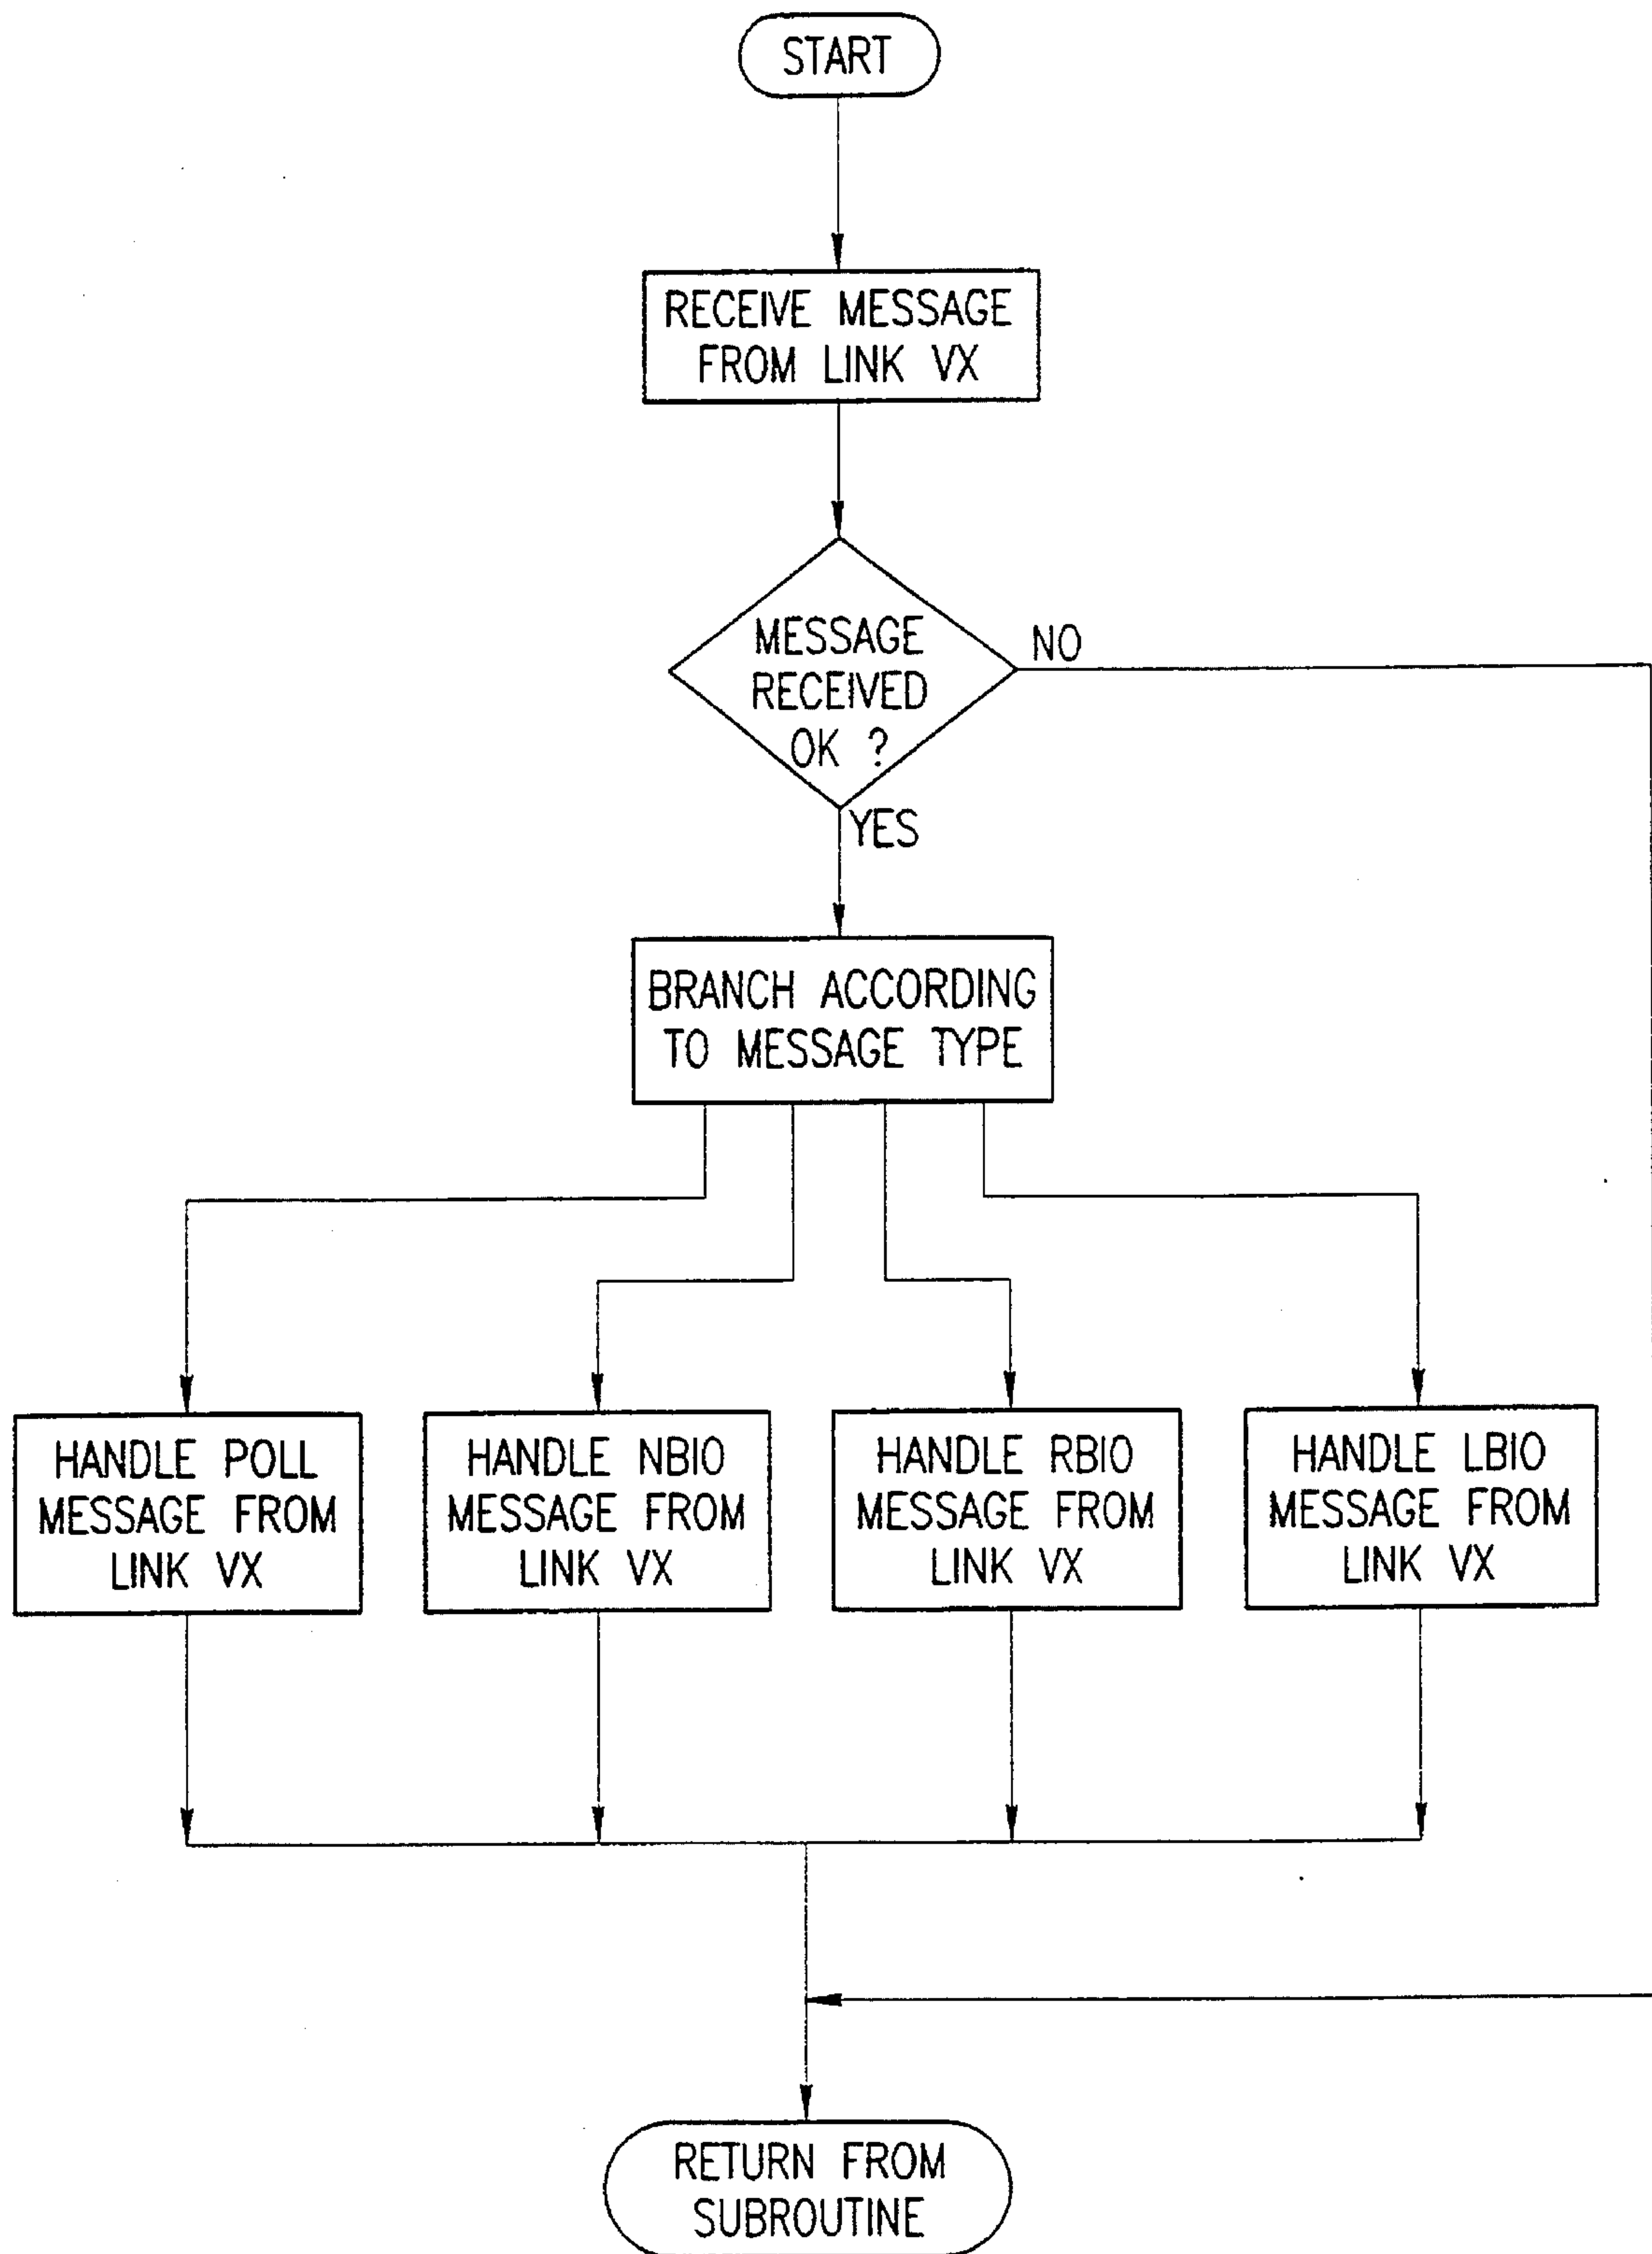 START
RECEIVE MESSAGE
FROM LINK VX
MESSAGE
RECEIVED
OK ?
NO
YES
BRANCH ACCORDING
TO MESSAGE TYPE
HANDLE POLL
MESSAGE FROM
LINK VX
HANDLE NBIO
MESSAGE FROM
LINK VX
HANDLE RBIO
MESSAGE FROM
LINK VX
HANDLE LBIO
MESSAGE FROM
LINK VX
RETURN FROM
SUBROUTINE